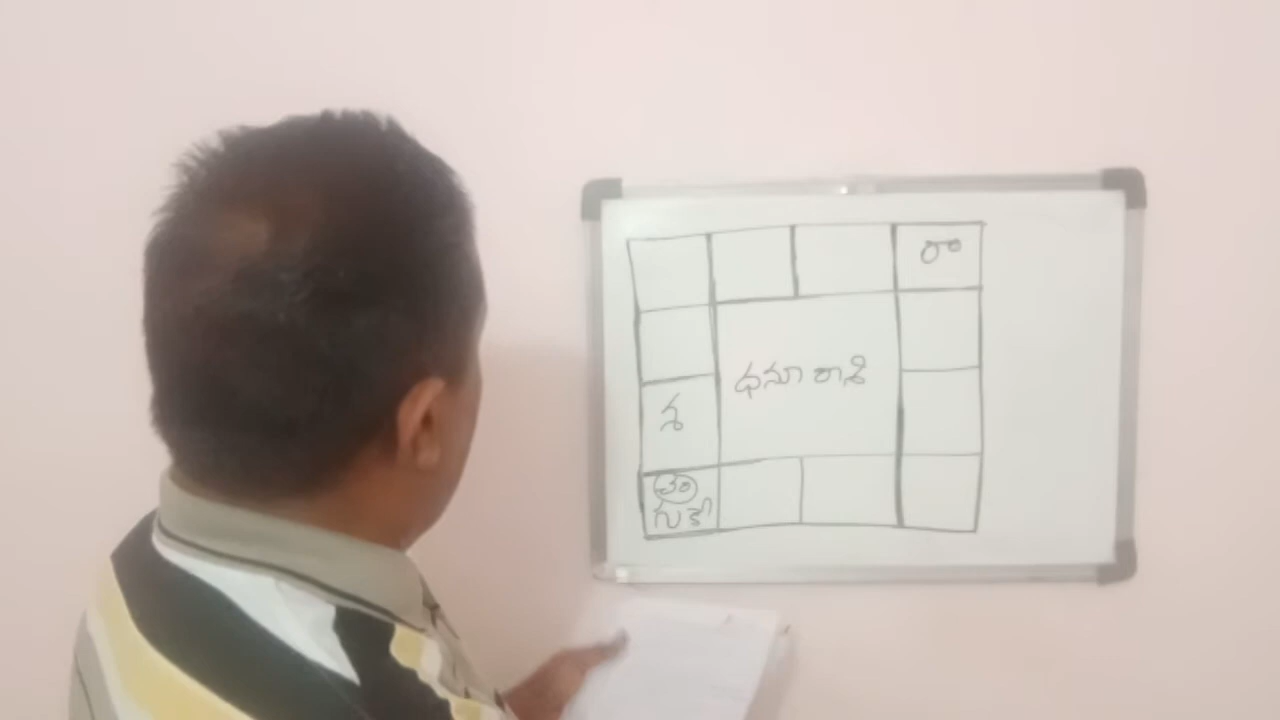 రా
ధనూ రాశి
శ
చం
గు కే